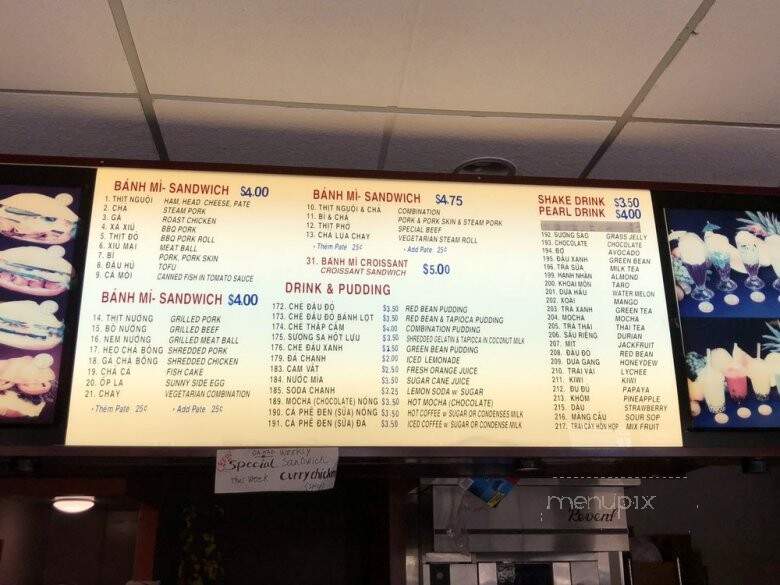 BÁNH MÌ- SANDWICH $4.00
1. THỊT NGUỘI HAM, HEAD CHEESE, PATE
2. CHẢ STEAM PORK
3. GÀ ROAST CHICKEN
4. XÁ XIU BBQ PORK
5. THỊT ĐỎ BBQ PORK ROLL
6. XÍU MẠI MEAT BALL
7. BÌ PORK, PORK SKIN
8. ĐẬU HỦ TOFU
9. CÁ MÒI CANNED FISH IN TOMATO SAUCE
BÁNH MÌ- SANDWICH $4.00
14. THỊT NƯỚNG GRILLED PORK
15. BÒ NƯỚNG GRILLED BEEF
16. NEM NƯỚNG GRILLED MEAT BALL
17. HEO CHÀ BÔNG SHREDDED PORK
18. GÀ CHÀ BÔNG SHREDDED CHICKEN
19. CHẢ CÁ FISH CAKE
20. ỐP LA SUNNY SIDE EGG
21. CHAY VEGETARIAN COMBINATION
- Thêm Pate 25¢ - Add Pate 25¢
BÁNH MÌ- SANDWICH $4.75
10. THỊT NGUỘI & CHẢ COMBINATION
11. BÌ & CHẢ PORK & PORK SKIN & STEAM PORK
12. THỊT PHÓ SPECIAL BEEF
13. CHẢ LỤA CHAY VEGETARIAN STEAM ROLL
- Thêm Pate 25¢ - Add Pate 25¢
31. BÁNH MÌ CROISSANT
CROISSANT SANDWICH $5.00
DRINK & PUDDING
172. CHÈ ĐẬU ĐỎ $3.50 RED BEAN PUDDING
173. CHÈ ĐẬU ĐỎ BÁNH LỌT $3.50 RED BEAN & TAPIOCA PUDDING
174. CHÈ THẬP CẨM $4.00 COMBINATION PUDDING
175. SƯƠNG SA HỘT LỰU $3.50 SHREDDED GELATIN & TAPIOCA IN COCONUT MILK
176. CHÈ ĐẬU XANH $3.50 GREEN BEAN PUDDING
179. ĐÁ CHANH $2.00 ICED LEMONADE
183. CAM VẮT $2.50 FRESH ORANGE JUICE
184. NƯỚC MÍA $3.50 SUGAR CANE JUICE
185. SODA CHANH $3.25 LEMON SODA w/ SUGAR
189. MOCHA (CHOCOLATE) NÓNG $3.50 HOT MOCHA (CHOCOLATE)
190. CÀ PHÊ ĐEN (SỮA) NÓNG $3.50 HOT COFFEE w/ SUGAR OR CONDENSES MILK
191. CÀ PHÊ ĐEN (SỮA) ĐÁ $3.50 ICED COFFEE w/ SUGAR OR CONDENSE MILK
SHAKE DRINK $3.50
PEARL DRINK $4.00
192. SƯƠNG SÁO GRASS JELLY
193. CHOCOLATE CHOCOLATE
194. BƠ AVOCADO
195. ĐẬU XANH GREEN BEAN
196. TRÀ SỮA MILK TEA
199. HẠNH NHÂN ALMOND
200. KHOAI MÔN TARO
201. DƯA HẤU WATER MELON
202. XOÀI MANGO
203. TRÀ XANH GREEN TEA
204. MOCHA MOCHA
205. TRÀ THÁI THAI TEA
206. SẦU RIÊNG DURIAN
207. MÍT JACKFRUIT
208. ĐẬU ĐỎ RED BEAN
209. DƯA GANG HONEYDEW
210. TRÁI VẢI LYCHEE
211. KIWI KIWI
212. ĐU ĐỦ PAPAYA
213. KHÓM PINEAPPLE
215. DÂU STRAWBERRY
216. MÃNG CẦU SOUR SOP
217. TRÁI CÂY HỖN HỢP MIX FRUIT
WEEKLY
Special Sandwich
This week curry chicken
menupix
Revent